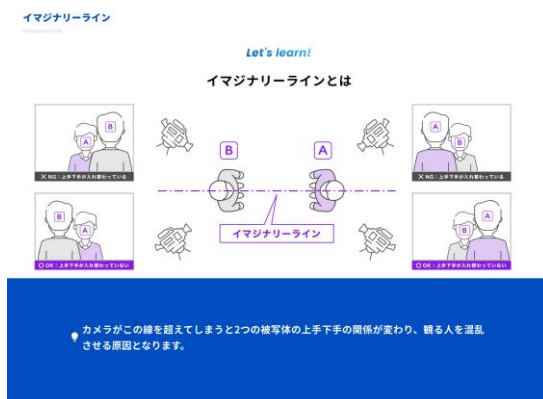 イマジナリーライン
Let's learn!
イマジナリーラインとは
B
A
× NG：上手下手が入れ替わっている
B
A
A
B
× NG：上手下手が入れ替わっている
イマジナリーライン
B
A
○ OK：上手下手が入れ替わっていない
A
B
○ OK：上手下手が入れ替わっていない
カメラがこの線を超えてしまうと2つの被写体の上手下手の関係が変わり、観る人を混乱
させる原因となります。